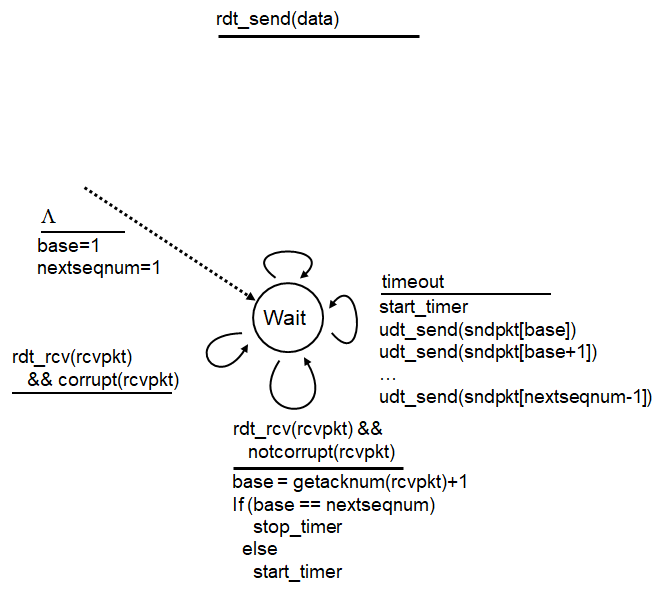 rdt_send(data)
Λ
base=1
nextseqnum=1
Wait
timeout
start_timer
udt_send(sndpkt[base])
udt_send(sndpkt[base+1])
…
udt_send(sndpkt[nextseqnum-1])
rdt_rcv(rcvpkt)
&& corrupt(rcvpkt)
rdt_rcv(rcvpkt) &&
notcorrupt(rcvpkt)
base = getacknum(rcvpkt)+1
If (base == nextseqnum)
stop_timer
else
start_timer